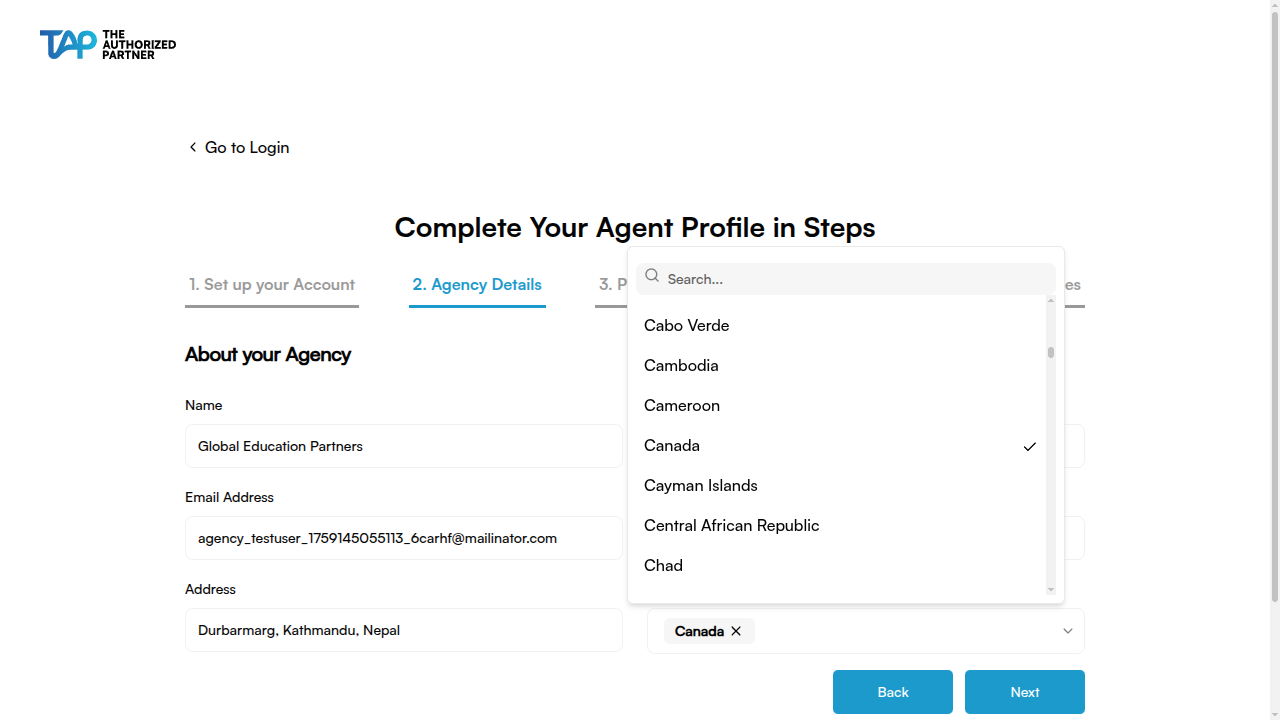 TAP THE
AUTHORIZED
PARTNER
Go to Login
Complete Your Agent Profile in Steps
1. Set up your Account
2. Agency Details
3. P
es
Search...
Cabo Verde
Cambodia
Cameroon
Canada
Cayman Islands
Central African Republic
Chad
About your Agency
Name
Global Education Partners
Email Address
agency_testuser_1759145055113_6carhf@mailinator.com
Address
Durbarmarg, Kathmandu, Nepal
Canada
Back
Next